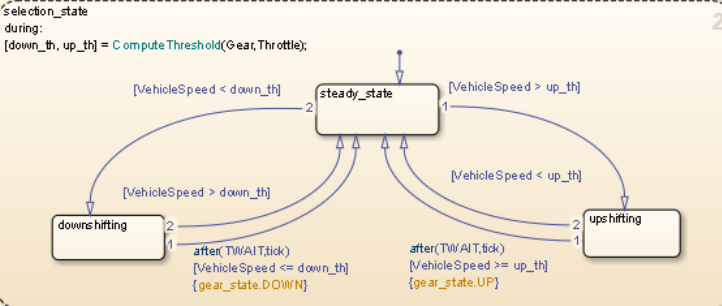 selection_state
2
during:
[down_th, up_th] = ComputeThreshold(Gear,Throttle);
[VehicleSpeed < down_th]
[VehicleSpeed > up_th]
steady_state
2
1
[VehicleSpeed > down_th]
[VehicleSpeed < up_th]
downshifting
2
1
upshifting
2
1
after(TWAIT,tick)
[VehicleSpeed <= down_th]
{gear_state.DOWN}
after(TWAIT,tick)
[VehicleSpeed >= up_th]
{gear_state.UP}